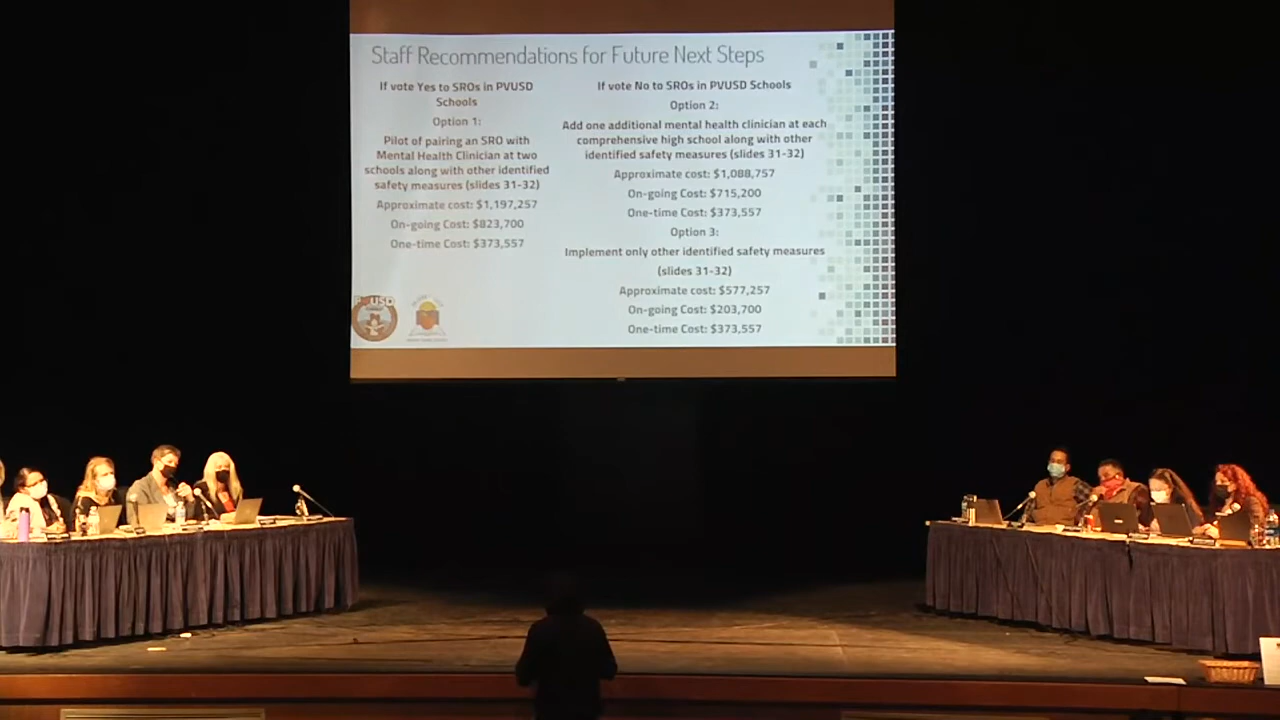 Staff Recommendations for Future Next Steps
If vote Yes to SROs in PVUSD
Schools
Option 1:
Pilot of pairing an SRO with
Mental Health Clinician at two
schools along with other identified
safety measures (slides 31-32)
Approximate cost: $1,197,257
On-going Cost: $823,700
One-time Cost: $373,557
If vote No to SROs in PVUSD Schools
Option 2:
Add one additional mental health clinician at each
comprehensive high school along with other
identified safety measures (slides 31-32)
Approximate cost: $1,088,757
On-going Cost: $715,200
One-time Cost: $373,557
Option 3:
Implement only other identified safety measures
(slides 31-32)
Approximate cost: $577,257
On-going Cost: $203,700
One-time Cost: $373,557